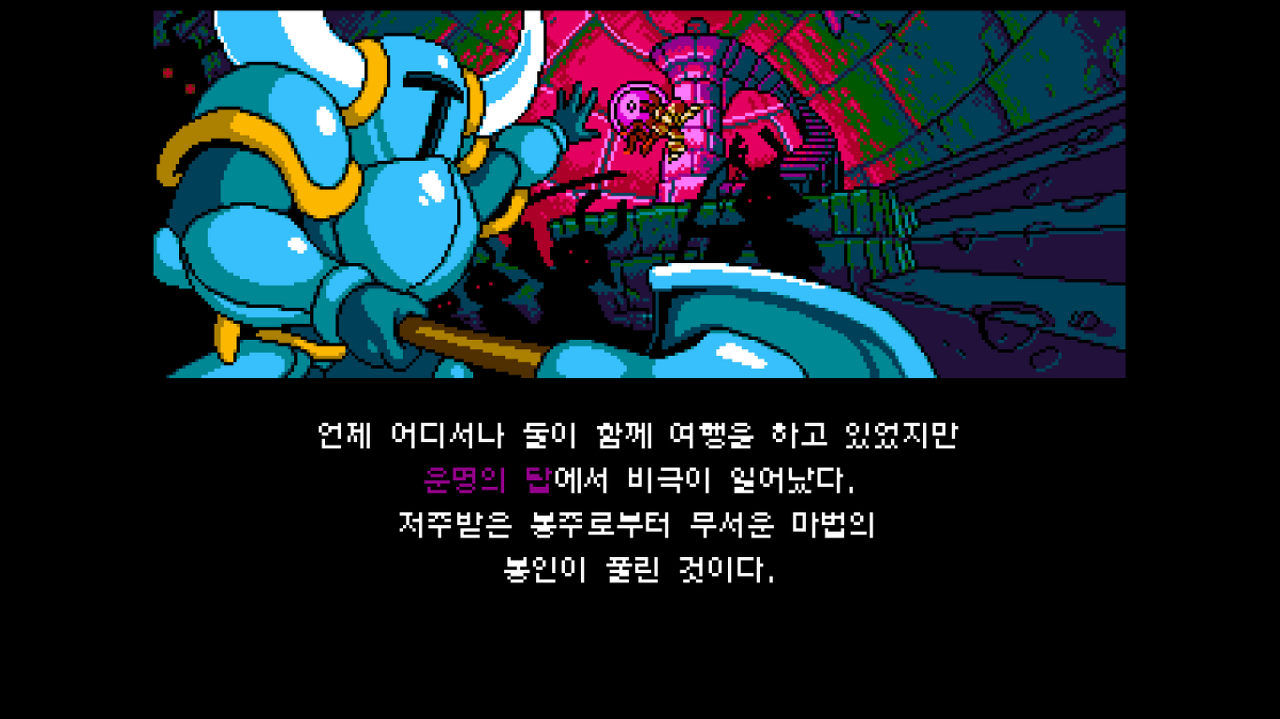 언제 어디서나 둘이 함께 여행을 하고 있었지만
운명의 탑에서 비극이 일어났다.
저주받은 봉주로부터 무서운 마법의
봉인이 풀린 것이다.